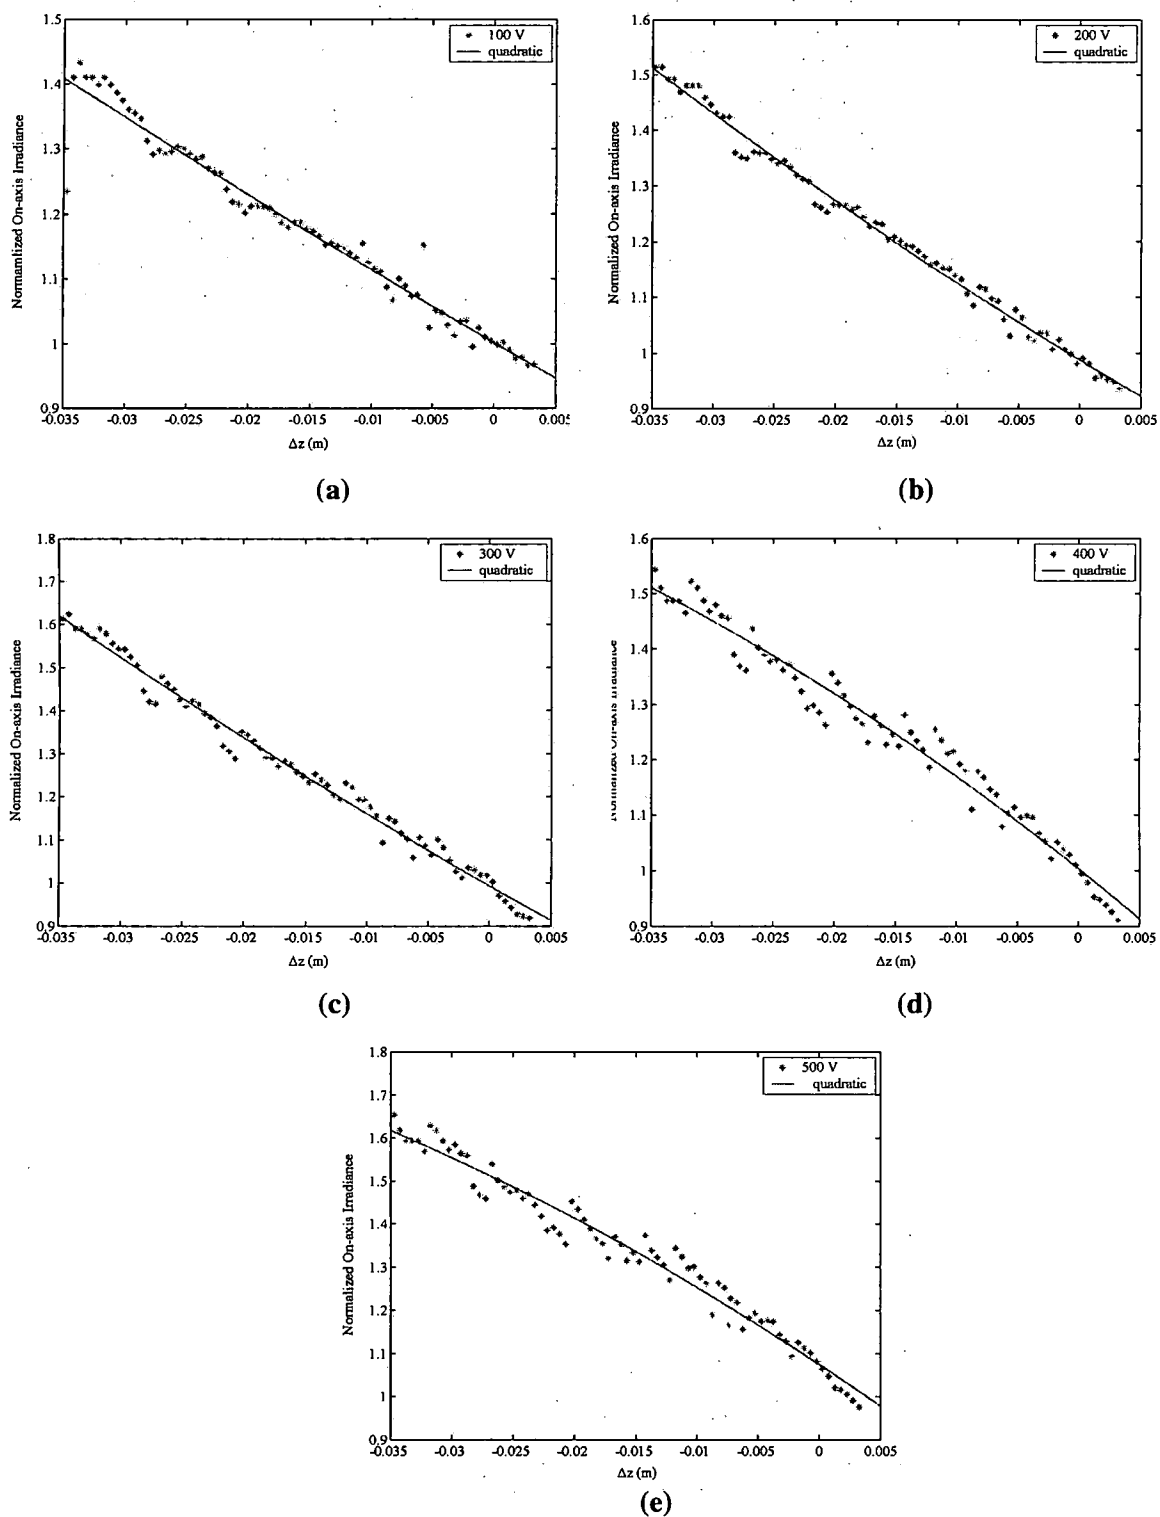 1.5
* 100 V
— quadratic
1.4
1.3
1.2
1.1
1
0.9
Normamlized On-axis Irradiance
-0.035 -0.03 -0.025 -0.02 -0.015 -0.01 -0.005 0 0.005
Δz (m)
(a)
1.6
* 200 V
— quadratic
1.5
1.4
1.3
1.2
1.1
1
0.9
Normalized On-axis Irradiance
-0.035 -0.03 -0.025 -0.02 -0.015 -0.01 -0.005 0 0.005
Δz (m)
(b)
1.8
* 300 V
— quadratic
1.7
1.6
1.5
1.4
1.3
1.2
1.1
1
0.9
Normalized On-axis Irradiance
-0.035 -0.03 -0.025 -0.02 -0.015 -0.01 -0.005 0 0.005
Δz (m)
(c)
1.6
* 400 V
— quadratic
1.5
1.4
1.3
1.2
1.1
1
0.9
Normalized On-axis Irradiance
-0.035 -0.03 -0.025 -0.02 -0.015 -0.01 -0.005 0 0.005
Δz (m)
(d)
1.8
* 500 V
— quadratic
1.7
1.6
1.5
1.4
1.3
1.2
1.1
1
0.9
Normalized On-axis Irradiance
-0.035 -0.03 -0.025 -0.02 -0.015 -0.01 -0.005 0 0.005
Δz (m)
(e)